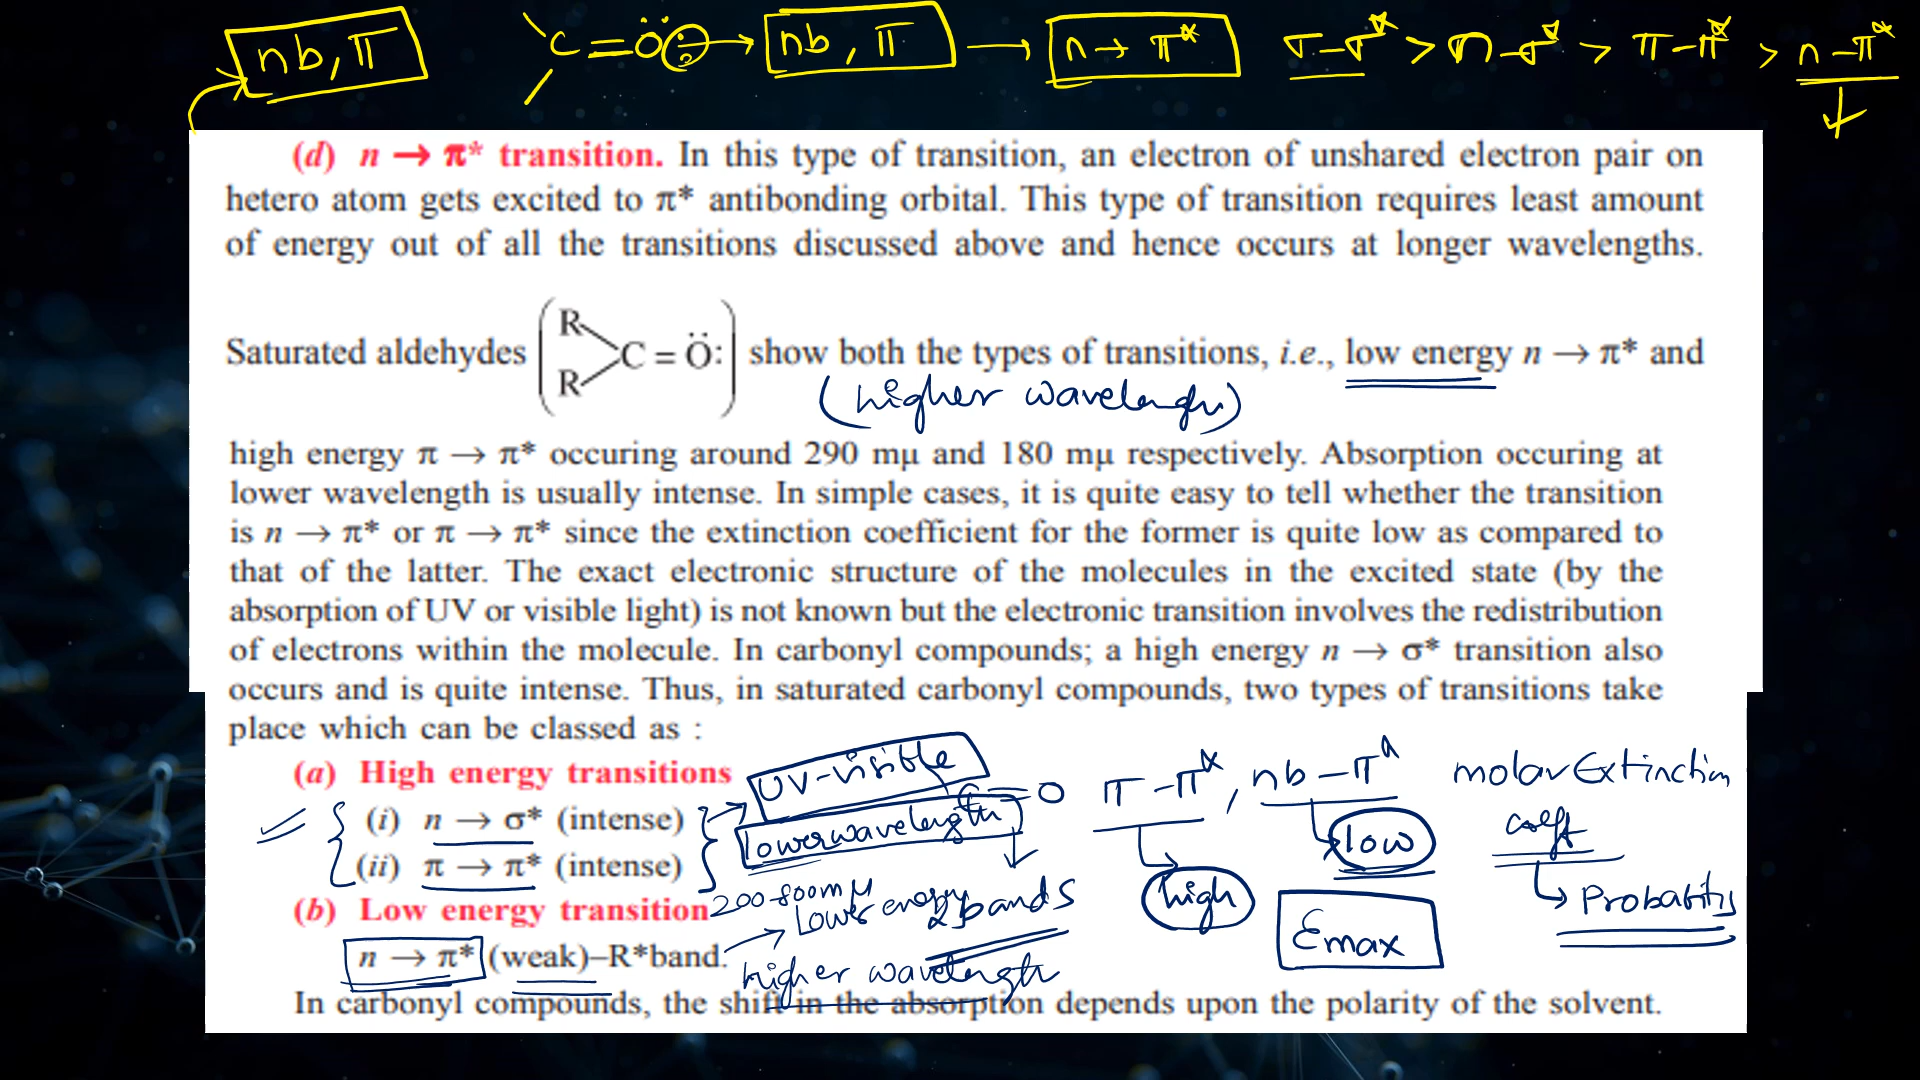 nb, π
C=Ö: → nb, π → n → π* σ-σ* > n-σ* > π-π* > n-π*
(d) n → π* transition. In this type of transition, an electron of unshared electron pair on
hetero atom gets excited to π* antibonding orbital. This type of transition requires least amount
of energy out of all the transitions discussed above and hence occurs at longer wavelengths.
R
Saturated aldehydes C = Ö: show both the types of transitions, i.e., low energy n → π* and
R
(higher wavelength)
high energy π → π* occuring around 290 mμ and 180 mμ respectively. Absorption occuring at
lower wavelength is usually intense. In simple cases, it is quite easy to tell whether the transition
is n → π* or π → π* since the extinction coefficient for the former is quite low as compared to
that of the latter. The exact electronic structure of the molecules in the excited state (by the
absorption of UV or visible light) is not known but the electronic transition involves the redistribution
of electrons within the molecule. In carbonyl compounds; a high energy n → σ* transition also
occurs and is quite intense. Thus, in saturated carbonyl compounds, two types of transitions take
place which can be classed as :
(a) High energy transitions UV-visible C=O π-π*, nb-π* molar Extinction
(i) n → σ* (intense) lower wavelength low coeff
(ii) π → π* (intense) 200-800mμ 2 bands high Probability
(b) Low energy transition Lower energy Emax
n → π* (weak)–R*band. higher wavelength
In carbonyl compounds, the shift in the absorption depends upon the polarity of the solvent.